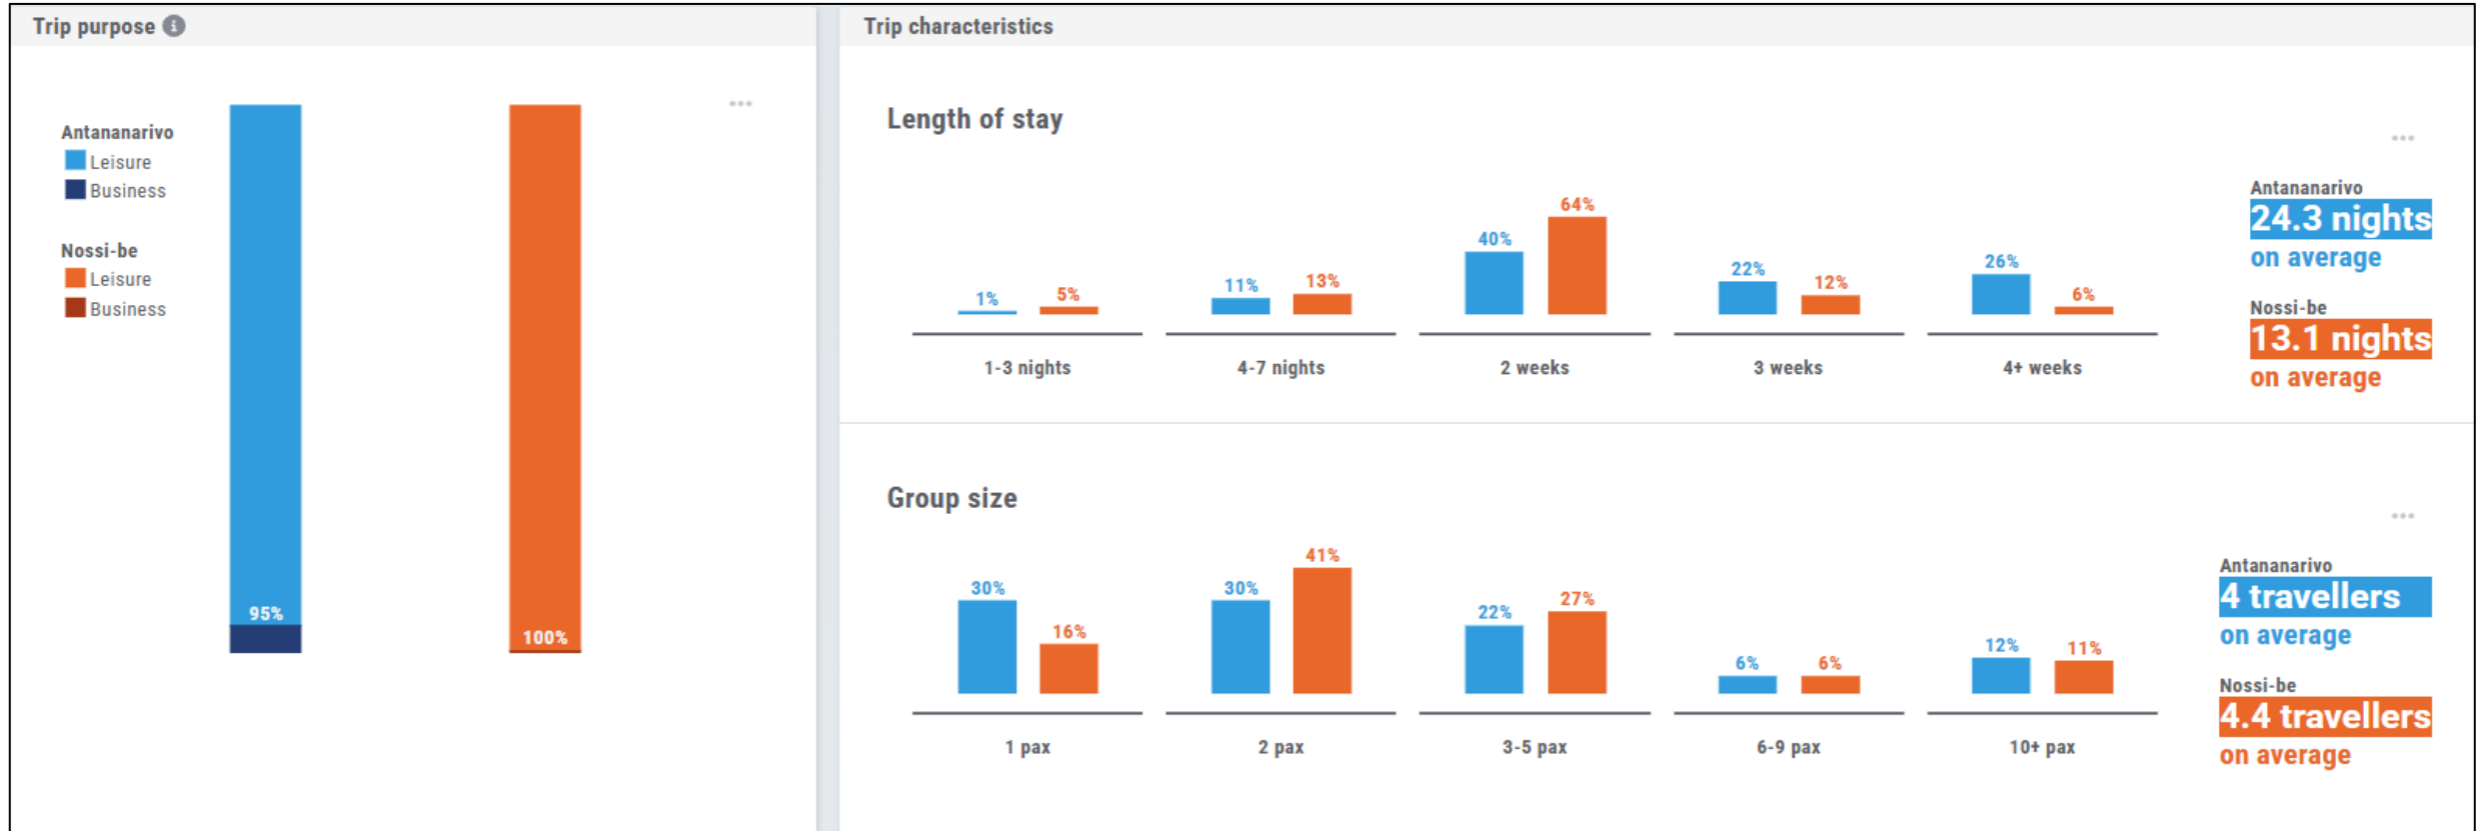 Trip purpose
Antananarivo
Leisure
Business
Nossi-be
Leisure
Business
95%
100%
Trip characteristics
Length of stay
1% 5% 11% 13% 40% 64% 22% 12% 26% 6%
1-3 nights 4-7 nights 2 weeks 3 weeks 4+ weeks
Antananarivo
24.3 nights
on average
Nossi-be
13.1 nights
on average
Group size
30% 16% 30% 41% 22% 27% 6% 6% 12% 11%
1 pax 2 pax 3-5 pax 6-9 pax 10+ pax
Antananarivo
4 travellers
on average
Nossi-be
4.4 travellers
on average